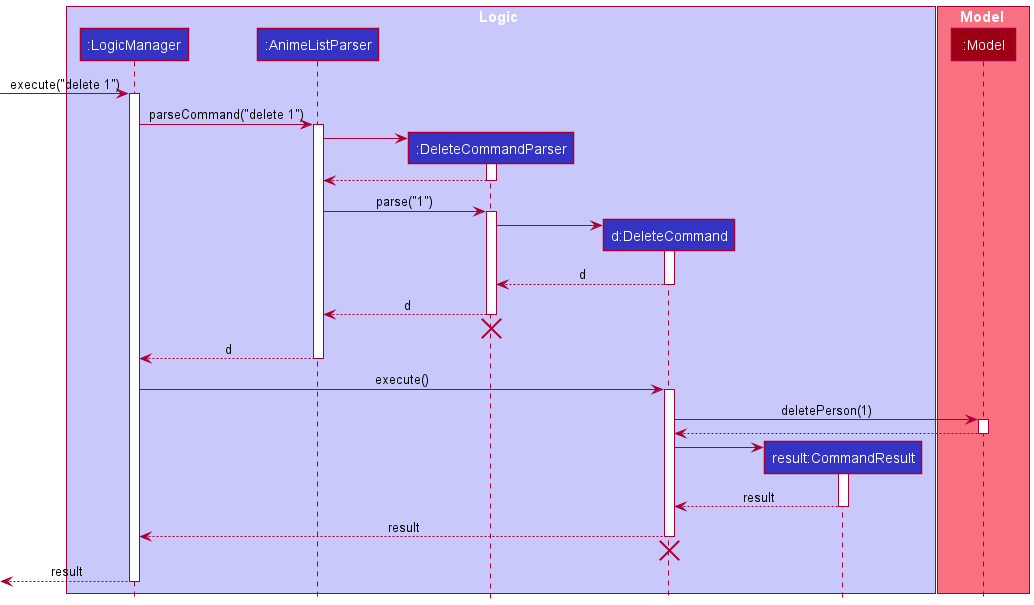 Logic
Model
:LogicManager
:AnimeListParser
:Model
execute("delete 1")
parseCommand("delete 1")
:DeleteCommandParser
parse("1")
d:DeleteCommand
d
d
d
execute()
deletePerson(1)
result:CommandResult
result
result
result